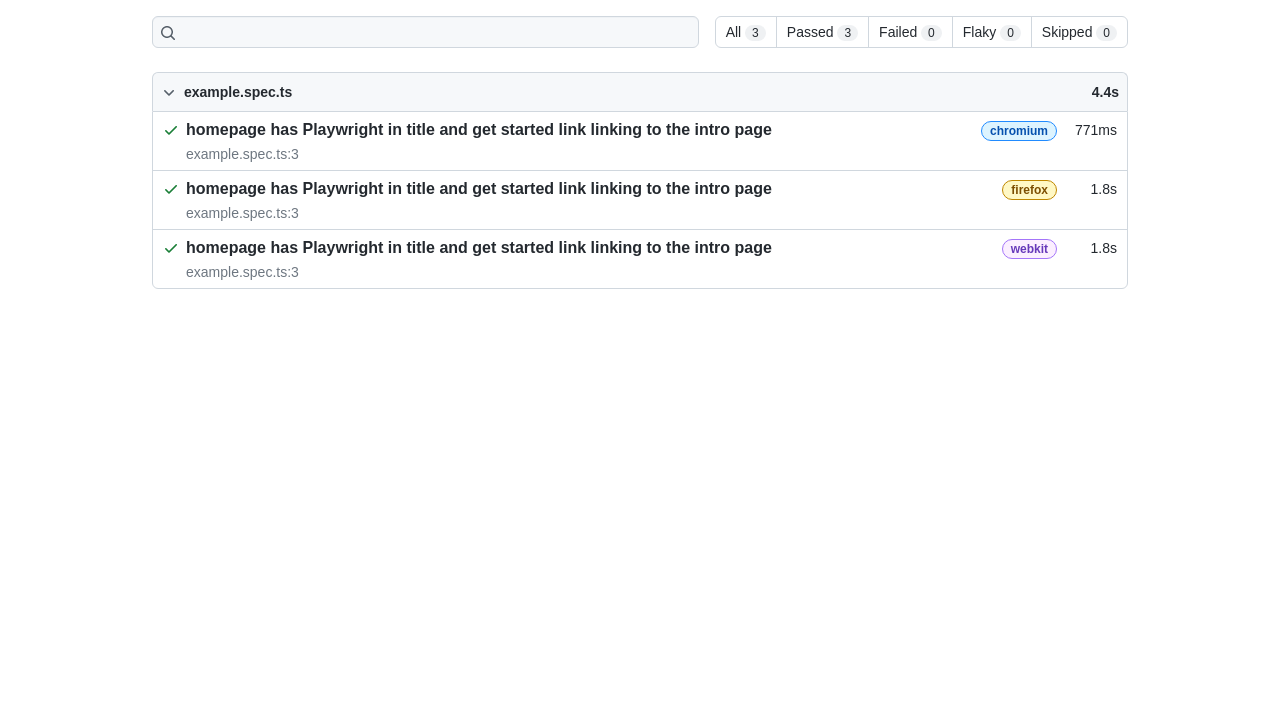 All 3 Passed 3 Failed 0 Flaky 0 Skipped 0
example.spec.ts 4.4s
homepage has Playwright in title and get started link linking to the intro page chromium 771ms
example.spec.ts:3
homepage has Playwright in title and get started link linking to the intro page firefox 1.8s
example.spec.ts:3
homepage has Playwright in title and get started link linking to the intro page webkit 1.8s
example.spec.ts:3